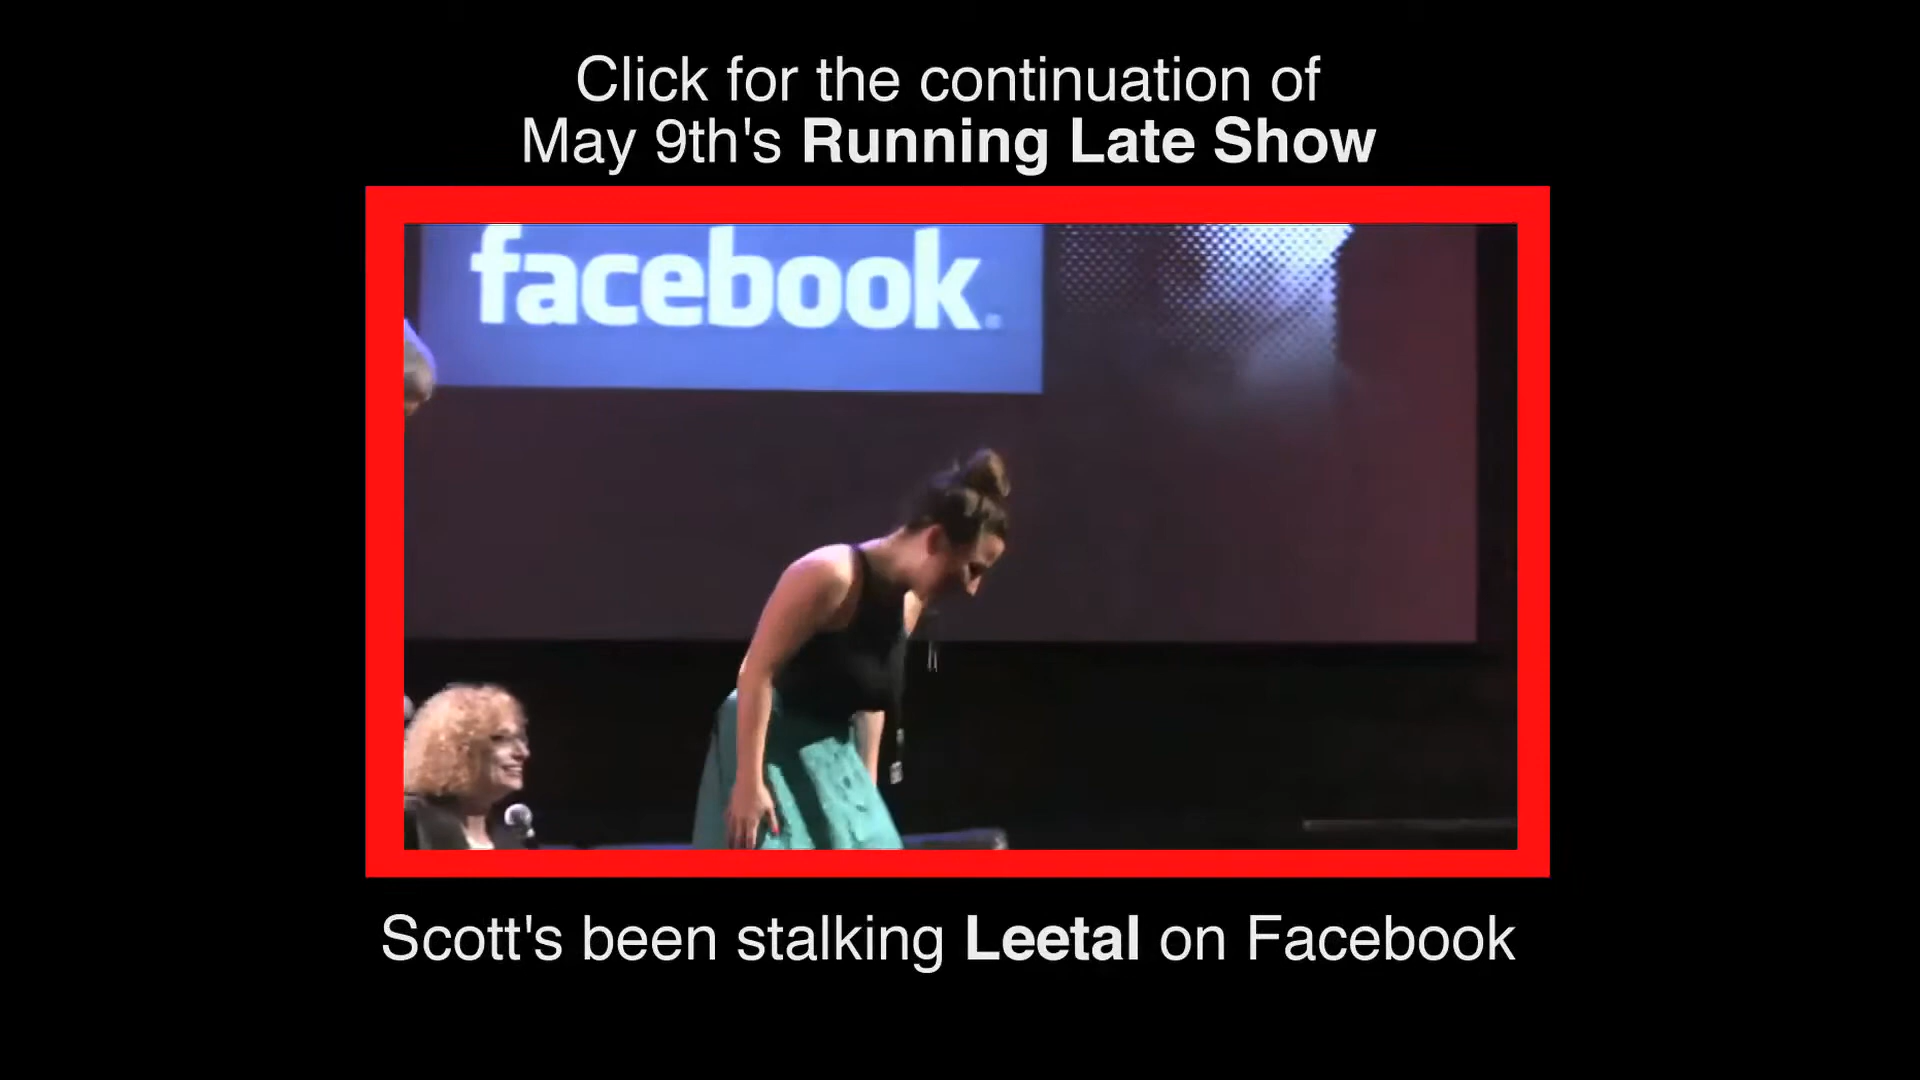 Click for the continuation of
May 9th's Running Late Show
facebook.
Scott's been stalking Leetal on Facebook